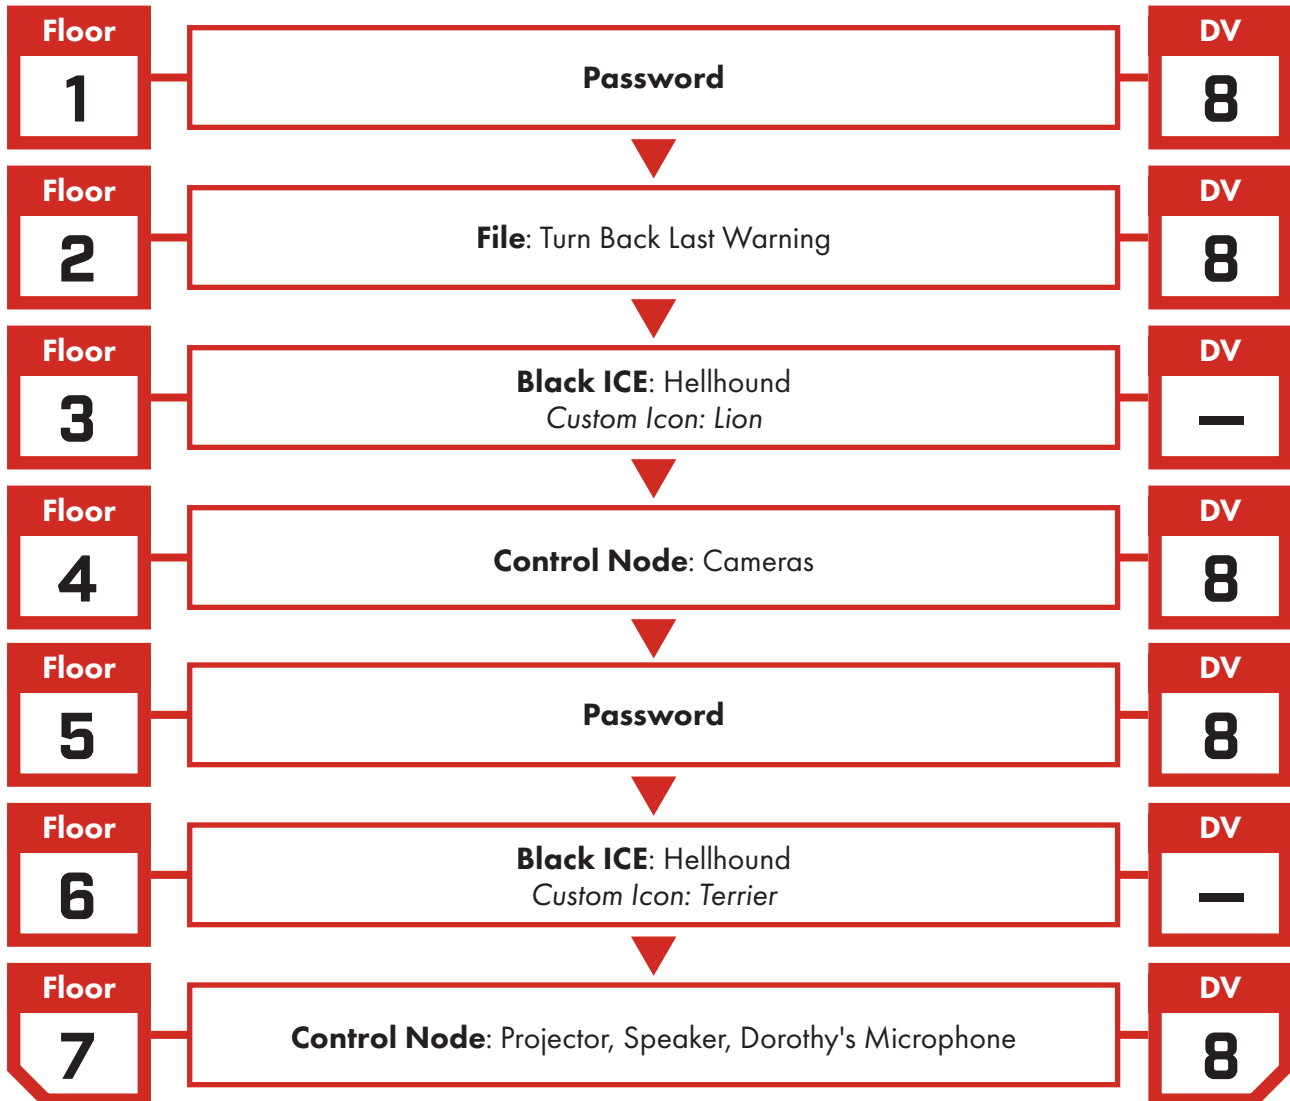 Floor
1
Password
DV
8
Floor
2
File: Turn Back Last Warning
DV
8
Floor
3
Black ICE: Hellhound
Custom Icon: Lion
DV
—
Floor
4
Control Node: Cameras
DV
8
Floor
5
Password
DV
8
Floor
6
Black ICE: Hellhound
Custom Icon: Terrier
DV
—
Floor
7
Control Node: Projector, Speaker, Dorothy's Microphone
DV
8